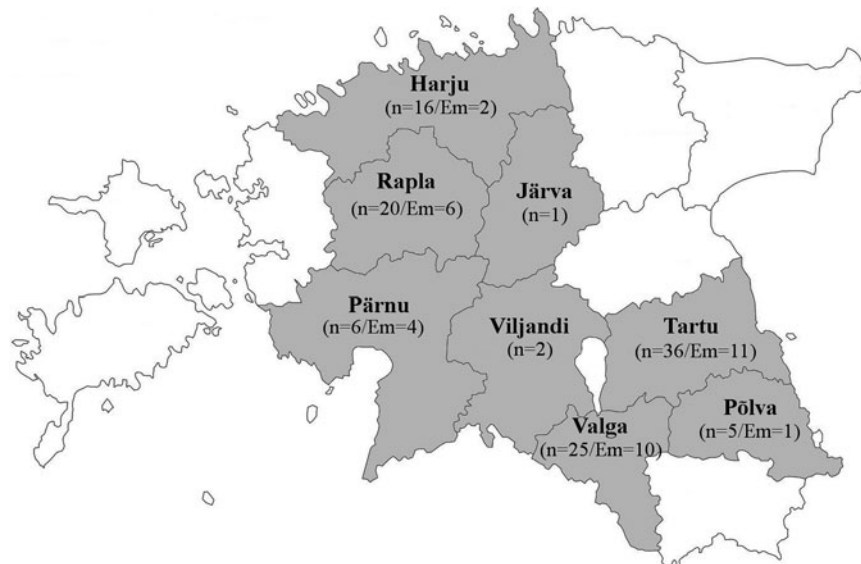 Harju
(n=16/Em=2)
Rapla
(n=20/Em=6)
Järva
(n=1)
Pärnu
(n=6/Em=4)
Viljandi
(n=2)
Tartu
(n=36/Em=11)
Põlva
(n=5/Em=1)
Valga
(n=25/Em=10)